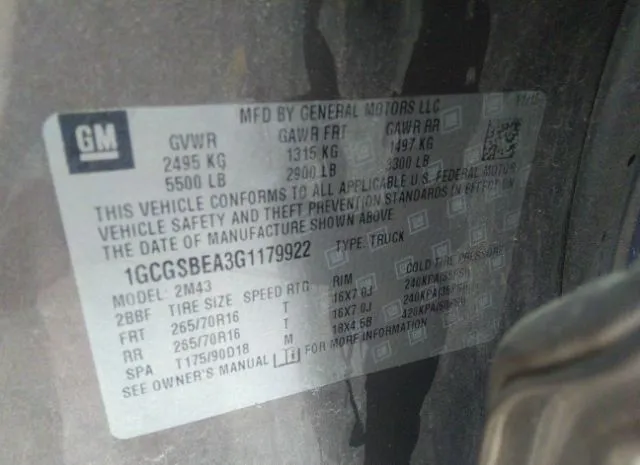 GM
MFD BY GENERAL MOTORS LLC
GVWR GAWR FRT GAWR RR
2495 KG 1315 KG 1497 KG
5500 LB 2900 LB 3300 LB
THIS VEHICLE CONFORMS TO ALL APPLICABLE U.S. FEDERAL MOTOR
VEHICLE SAFETY AND THEFT PREVENTION STANDARDS IN EFFECT ON
THE DATE OF MANUFACTURE SHOWN ABOVE
1GCGSBEA3G1179922 TYPE: TRUCK
MODEL: 2M43
2BBF TIRE SIZE SPEED RTG RIM COLD TIRE
FRT 265/70R16 T 16X7.0J 240KPA(35PSI)
RR 265/70R16 T 16X7.0J 240KPA(35PSI)
SPA T175/90D18 M 18X4.5B 420KPA(60PSI)
SEE OWNER'S MANUAL FOR MORE INFORMATION